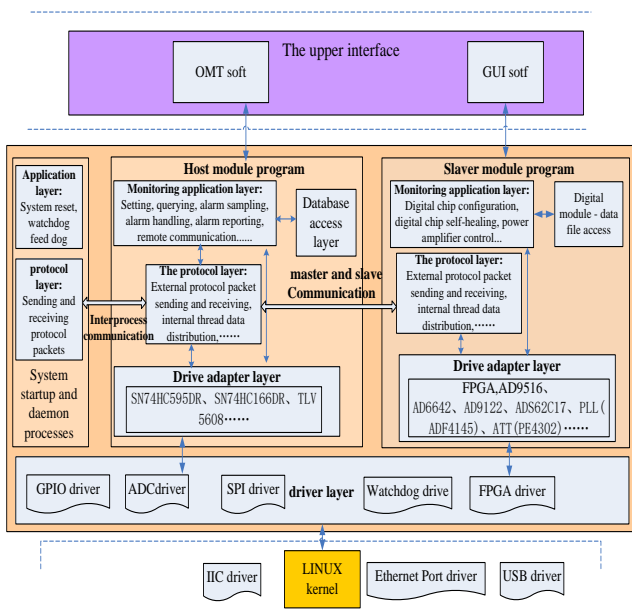 The upper interface
OMT soft
GUI sotf
Application
layer:
System reset,
watchdog
feed dog
protocol
layer:
Sending and
receiving
protocol
packets
System
startup and
daemon
processes
Interprocess
communication
Host module program
Monitoring application layer:
Setting, querying, alarm sampling,
alarm handling, alarm reporting,
remote communication......
Database
access
layer
The protocol layer:
External protocol packet
sending and receiving,
internal thread data
distribution,……
Drive adapter layer
SN74HC595DR、SN74HC166DR、TLV
5608……
master and slave
Communication
Slaver module program
Monitoring application layer:
Digital chip configuration,
digital chip self-healing, power
amplifier control...
Digital
module - data
file access
The protocol layer:
External protocol packet
sending and receiving,
internal thread data
distribution,……
Drive adapter layer
FPGA,AD9516、
AD6642、AD9122、ADS62C17、PLL(
ADF4145)、ATT(PE4302)……
GPIO driver
ADCdriver
SPI driver
driver layer
Watchdog drive
FPGA driver
IIC driver
LINUX
kernel
Ethernet Port driver
USB driver